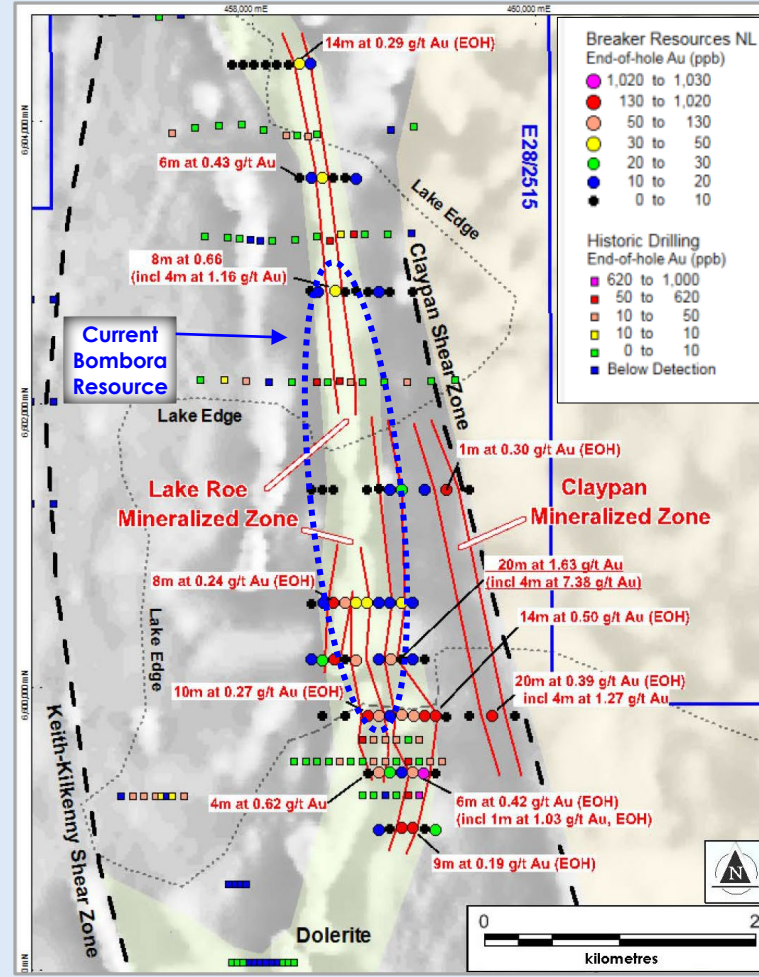 458,000 mE
460,000 mE
14m at 0.29 g/t Au (EOH)
Breaker Resources NL
End-of-hole Au (ppb)
1,020 to 1,030
130 to 1,020
50 to 130
30 to 50
20 to 30
10 to 20
0 to 10
Historic Drilling
End-of-hole Au (ppb)
620 to 1,000
50 to 620
10 to 50
10 to 10
0 to 10
Below Detection
E28/2515
6m at 0.43 g/t Au
Lake Edge
8m at 0.66
(incl 4m at 1.16 g/t Au)
Claypan Shear Zone
Current
Bombora
Resource
Lake Edge
6,002,000 mN
1m at 0.30 g/t Au (EOH)
Lake Roe
Mineralized Zone
Claypan
Mineralized Zone
20m at 1.63 g/t Au
(incl 4m at 7.38 g/t Au)
8m at 0.24 g/t Au (EOH)
14m at 0.50 g/t Au (EOH)
Lake Edge
10m at 0.27 g/t Au (EOH)
20m at 0.39 g/t Au (EOH)
incl 4m at 1.27 g/t Au
6,000,000 mN
Keith-Kilkenny Shear Zone
4m at 0.62 g/t Au
6m at 0.42 g/t Au (EOH)
(incl 1m at 1.03 g/t Au, EOH)
9m at 0.19 g/t Au (EOH)
N
Dolerite
0
2
kilometres